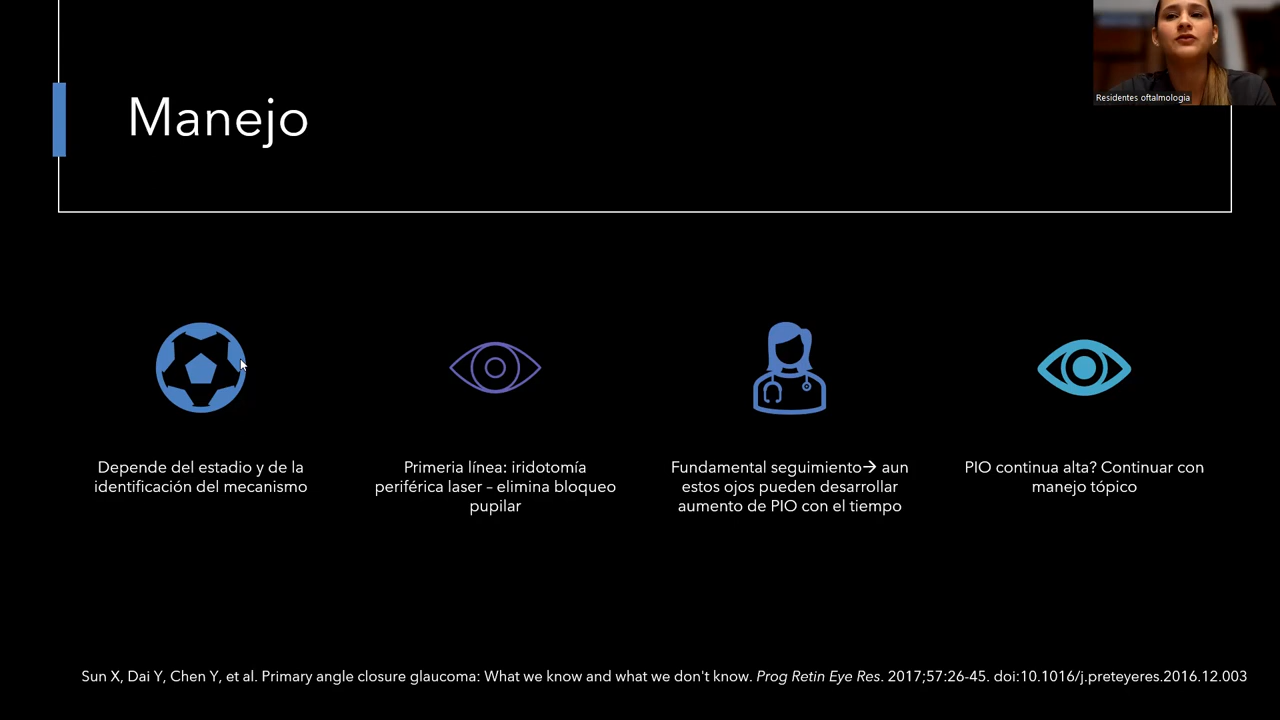 Manejo
Residentes oftalmologia
Depende del estadio y de la
identificación del mecanismo
Primeria línea: iridotomía
periférica laser – elimina bloqueo
pupilar
Fundamental seguimiento→ aun
estos ojos pueden desarrollar
aumento de PIO con el tiempo
PIO continua alta? Continuar con
manejo tópico
Sun X, Dai Y, Chen Y, et al. Primary angle closure glaucoma: What we know and what we don't know. Prog Retin Eye Res. 2017;57:26-45. doi:10.1016/j.preteyeres.2016.12.003